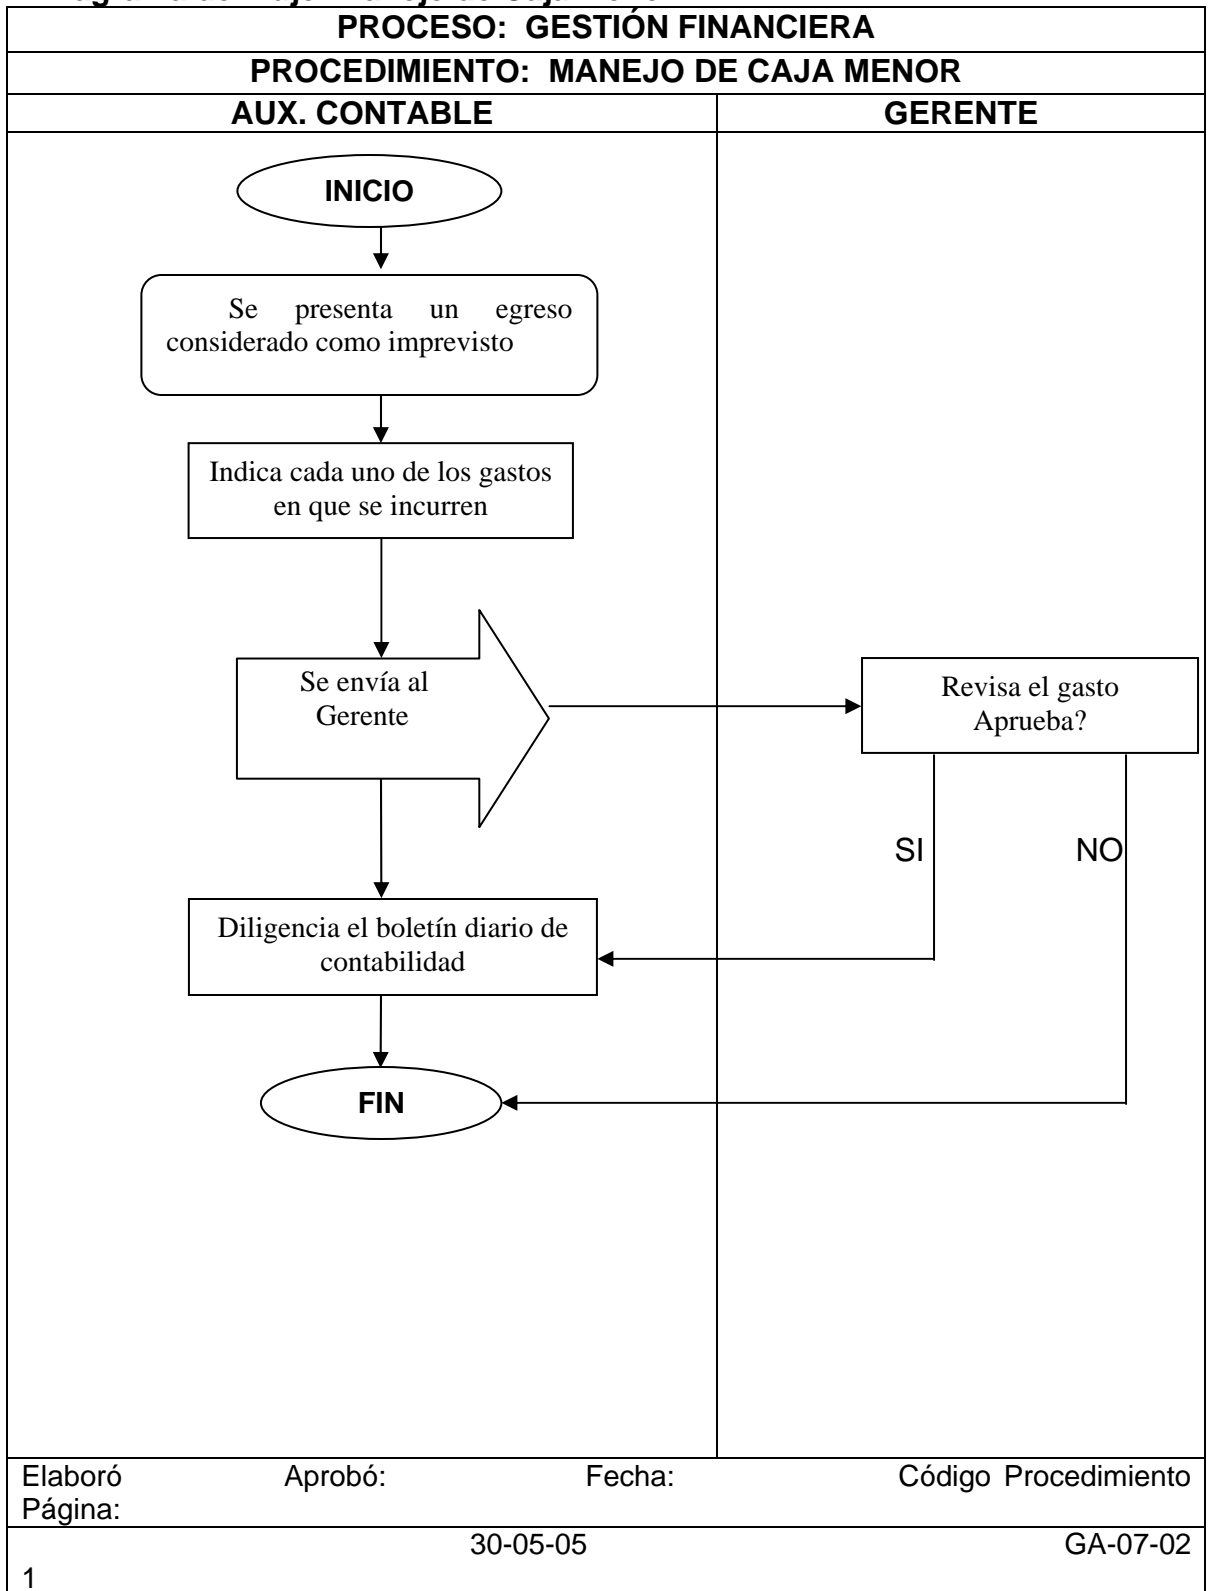 PROCESO: GESTIÓN FINANCIERA
PROCEDIMIENTO: MANEJO DE CAJA MENOR
AUX. CONTABLE GERENTE
INICIO
Se presenta un egreso
considerado como imprevisto
Indica cada uno de los gastos
en que se incurren
Se envía al
Gerente
Revisa el gasto
Aprueba?
SI NO
Diligencia el boletín diario de
contabilidad
FIN
Elaboró Aprobó: Fecha: Código Procedimiento
Página:
30-05-05 GA-07-02
1